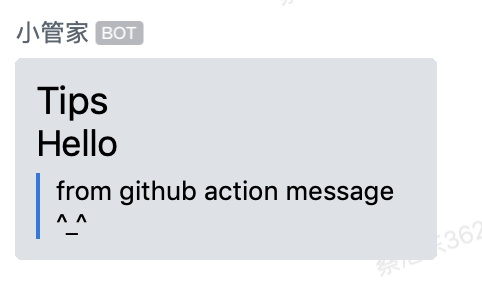 小管家 BOT
Tips
Hello
from github action message
^_^